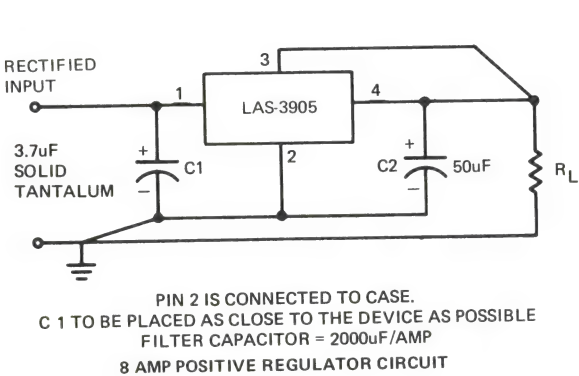 RECTIFIED
INPUT
3
1
LAS-3905
4
2
3.7uF
SOLID
TANTALUM
+
C1
−
+
C2
50uF
−
RL
PIN 2 IS CONNECTED TO CASE.
C 1 TO BE PLACED AS CLOSE TO THE DEVICE AS POSSIBLE
FILTER CAPACITOR = 2000uF/AMP
8 AMP POSITIVE REGULATOR CIRCUIT